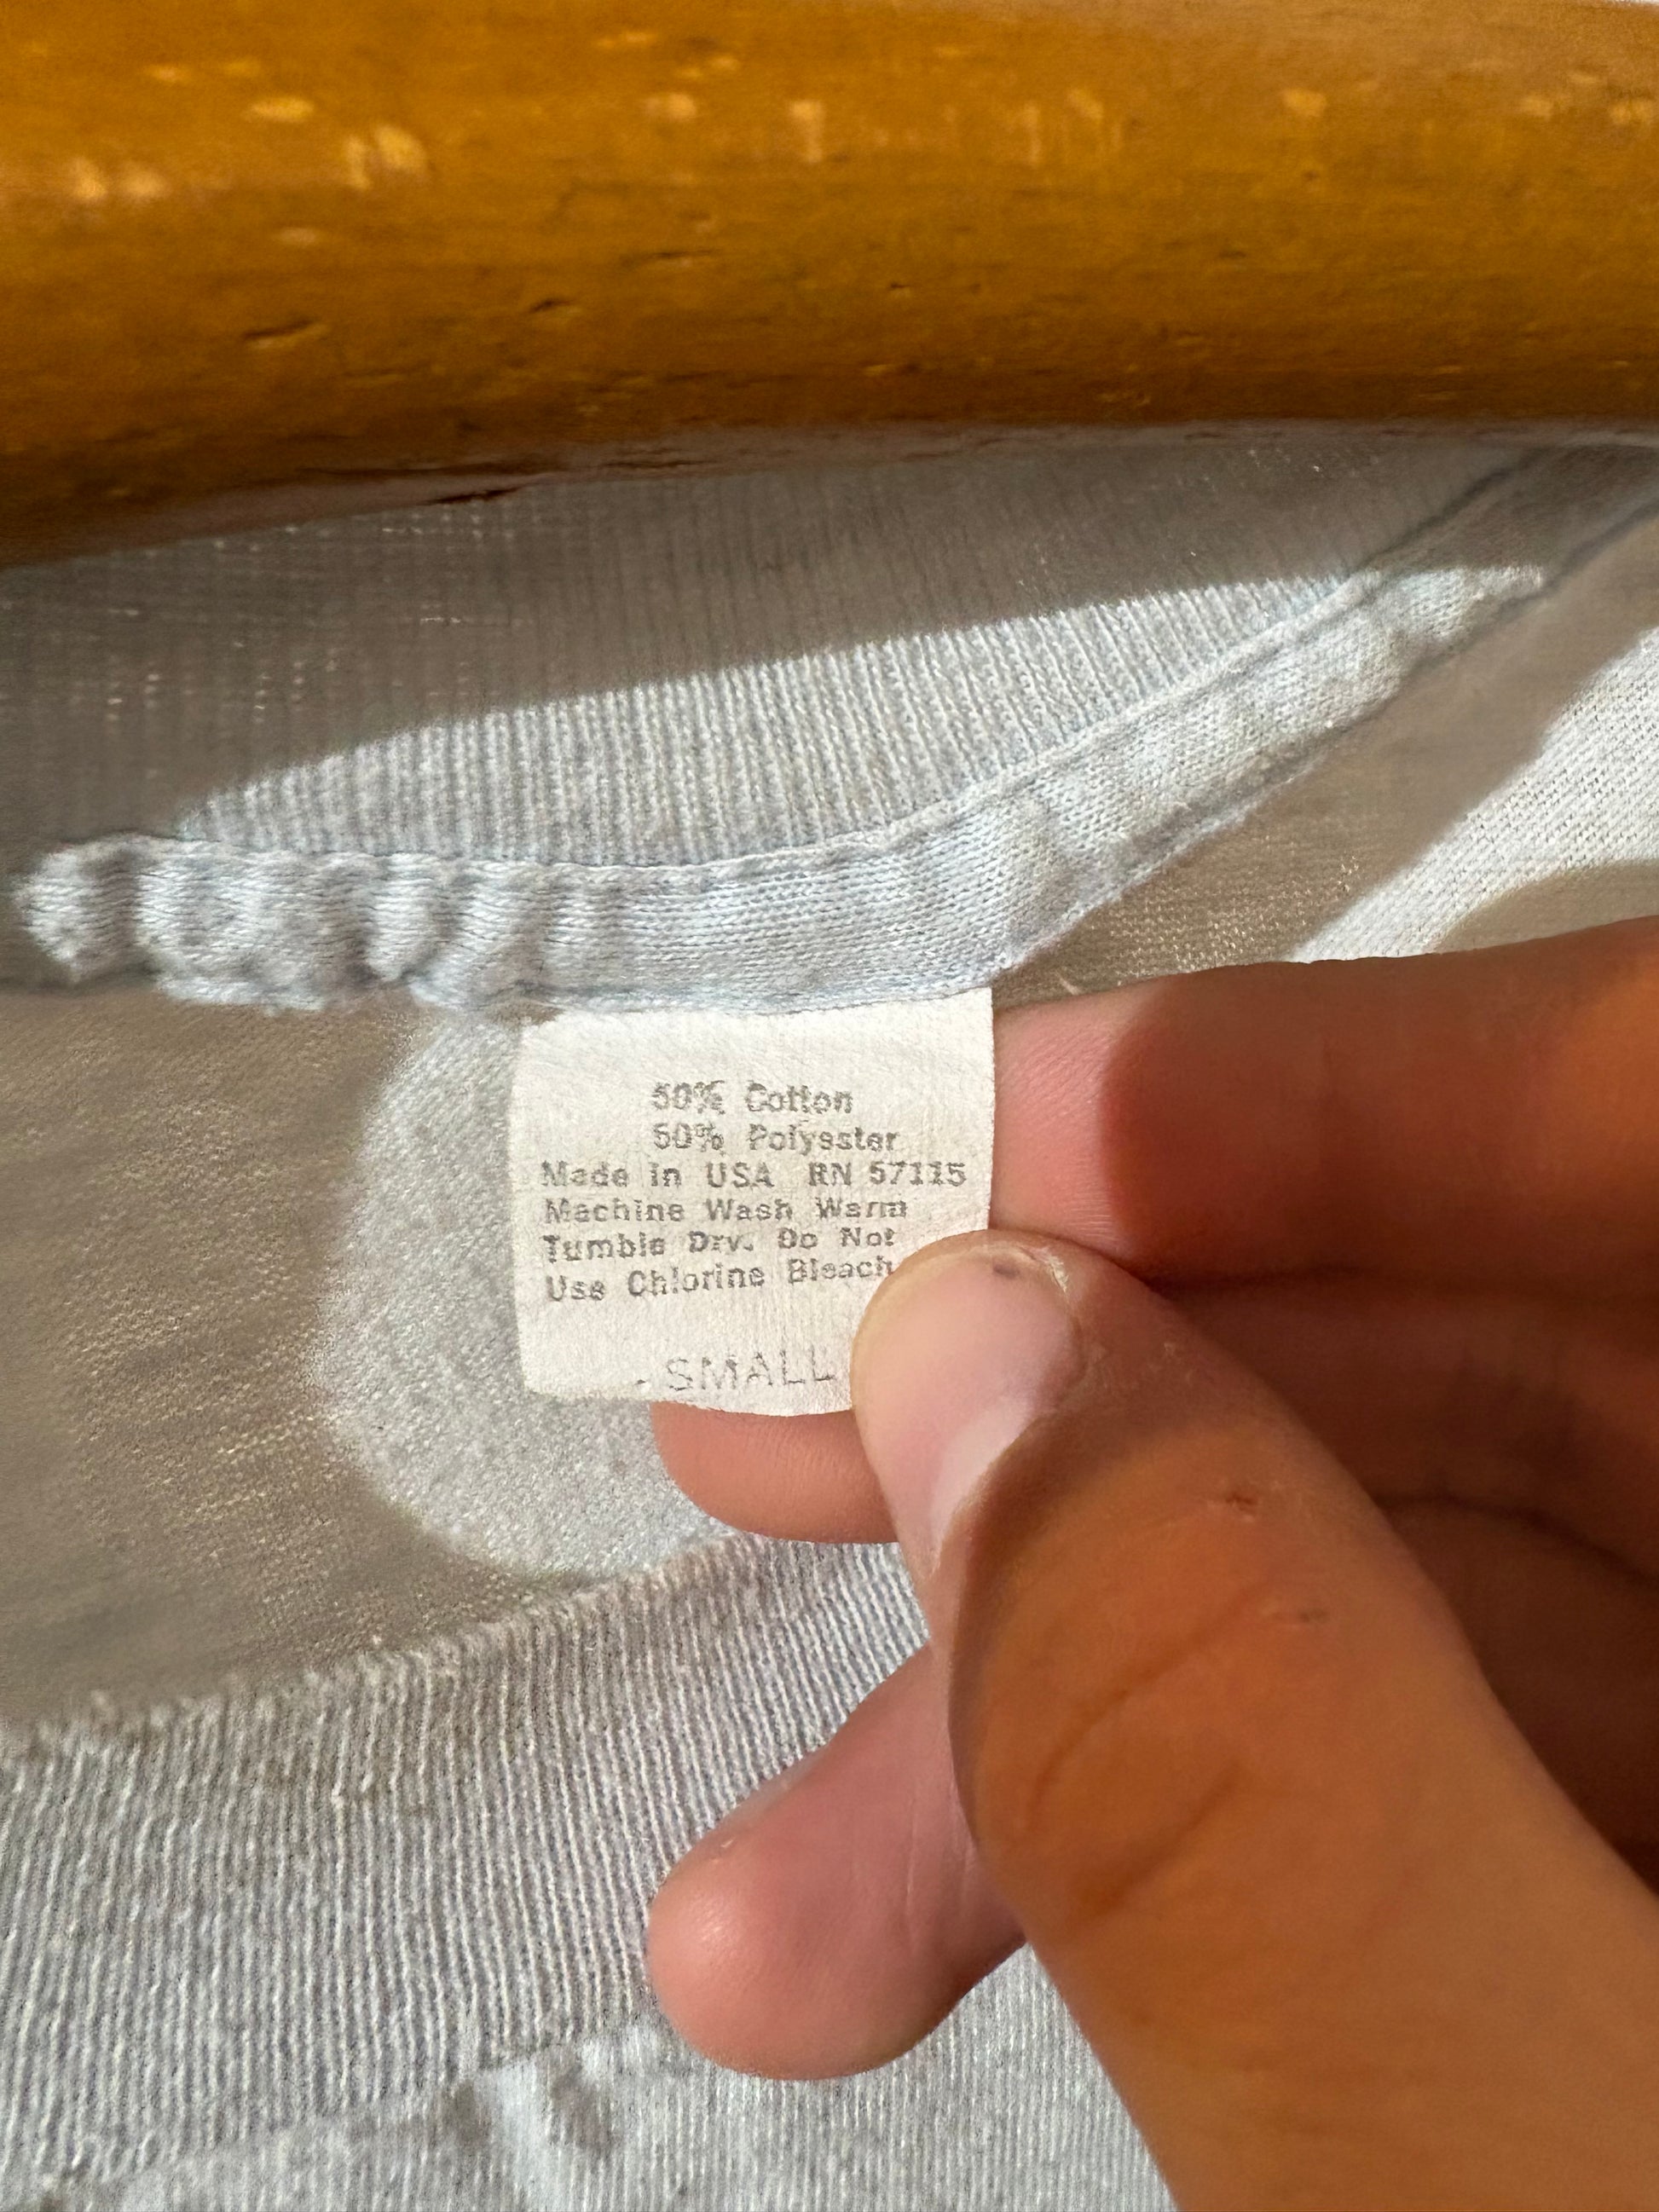 50% Cotton
50% Polyester
Made in USA RN 57115
Machine Wash Warm
Tumble Dry. Do Not
Use Chlorine Bleach
SMALL